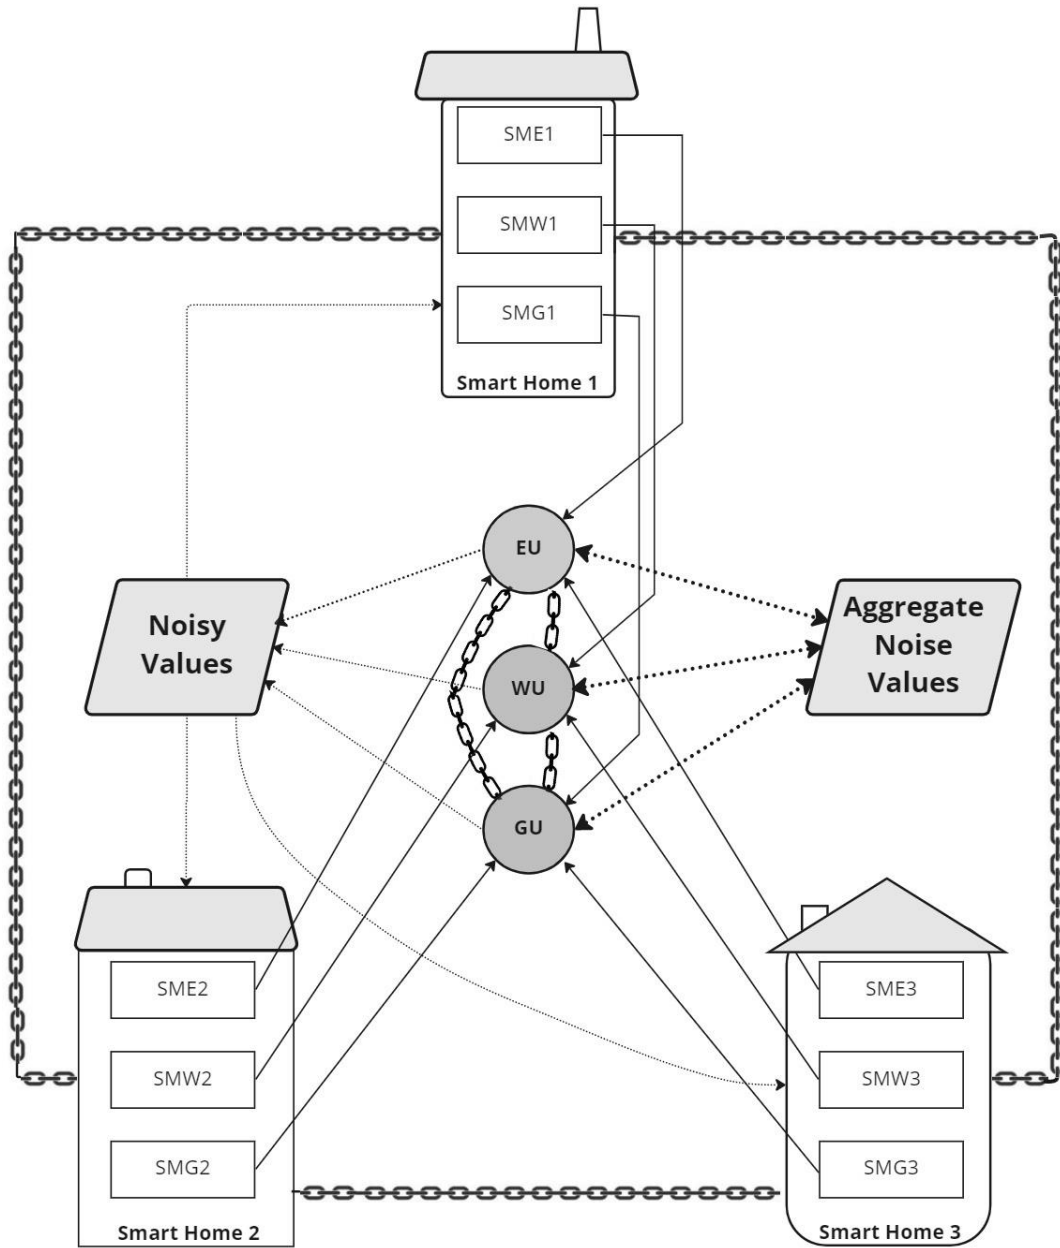 SME1
SMW1
SMG1
Smart Home 1
EU
Noisy
Values
Aggregate
Noise
Values
WU
GU
SME2
SMW2
SMG2
Smart Home 2
SME3
SMW3
SMG3
Smart Home 3